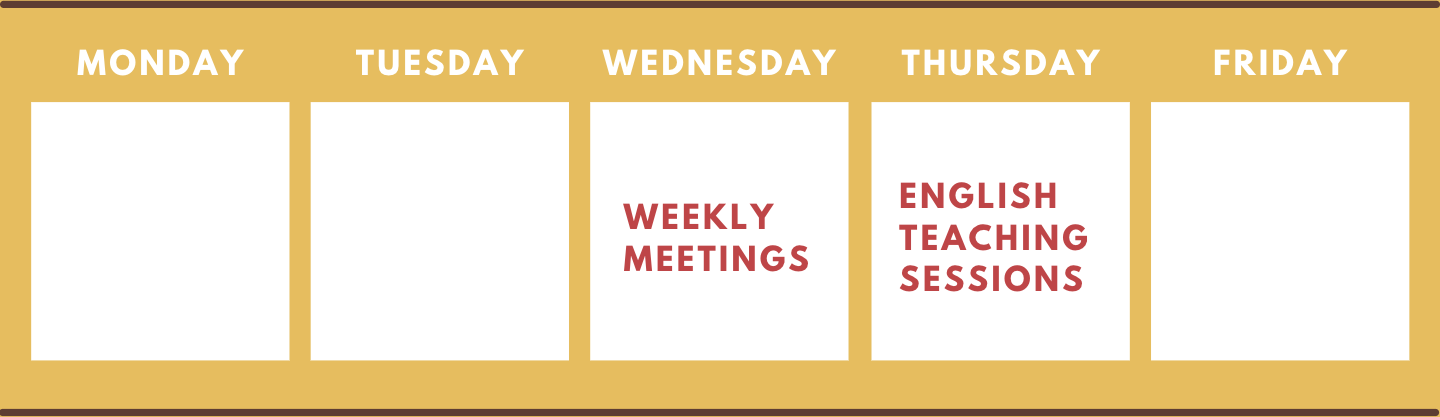 MONDAY TUESDAY WEDNESDAY THURSDAY FRIDAY
WEEKLY
MEETINGS
ENGLISH
TEACHING
SESSIONS